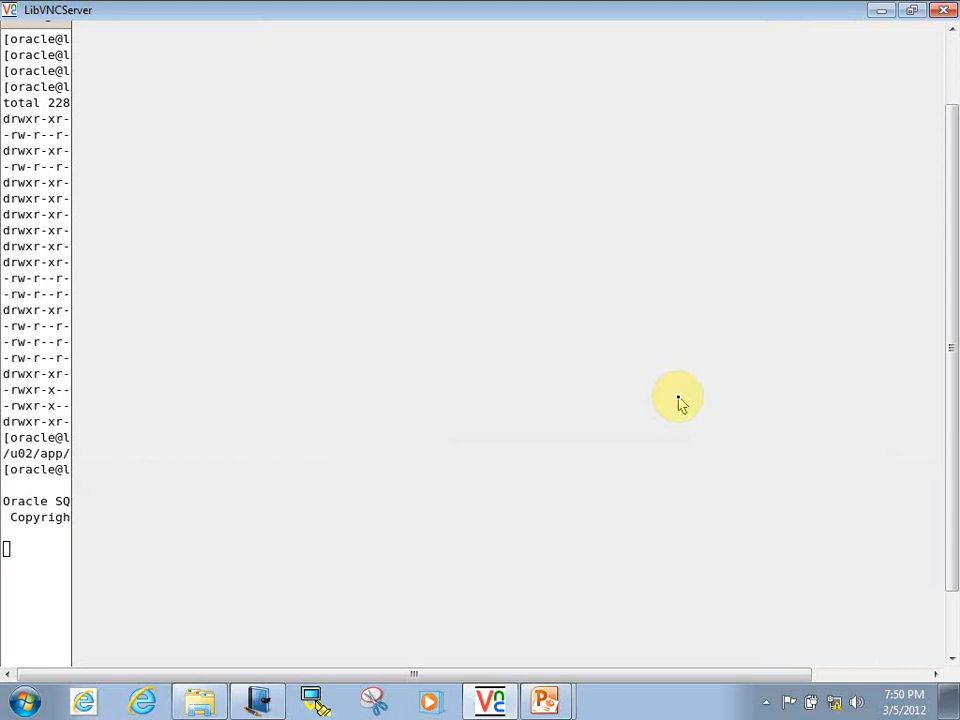 LibVNCServer
[oracle@l
[oracle@l
[oracle@l
[oracle@l
total 228
drwxr-xr-
-rw-r--r-
drwxr-xr-
-rw-r--r-
drwxr-xr-
drwxr-xr-
drwxr-xr-
drwxr-xr-
drwxr-xr-
drwxr-xr-
-rw-r--r-
-rw-r--r-
drwxr-xr-
-rw-r--r-
-rw-r--r-
-rw-r--r-
drwxr-xr-
-rwxr-x--
-rwxr-x--
drwxr-xr-
[oracle@l
/u02/app/
[oracle@l
Oracle SQ
Copyrigh
7:50 PM
3/5/2012